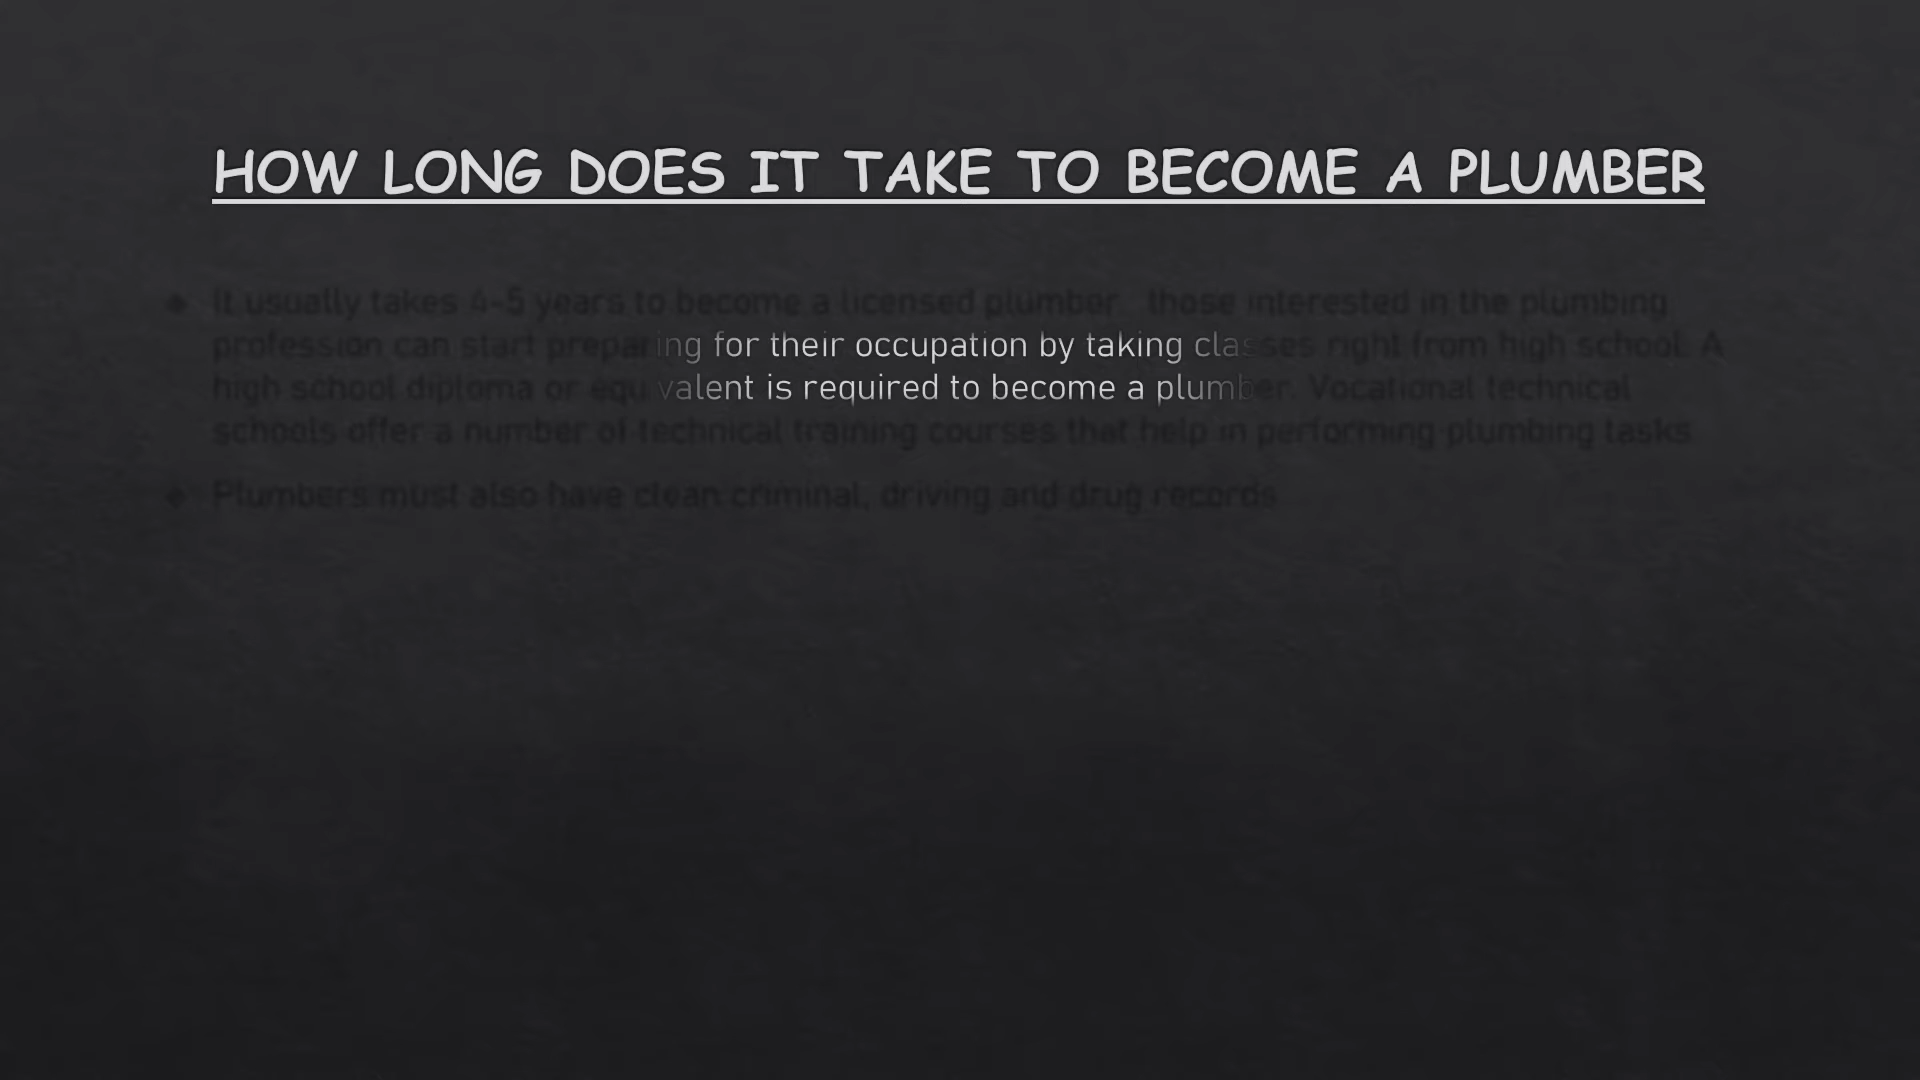 HOW LONG DOES IT TAKE TO BECOME A PLUMBER
It usually takes 4-5 years to become a licensed plumber. those interested in the plumbing
profession can start preparing for their occupation by taking classes right from high school. A
high school diploma or equivalent is required to become a plumber. Vocational technical
schools offer a number of technical training courses that help in performing plumbing tasks
Plumbers must also have clean criminal, driving and drug records